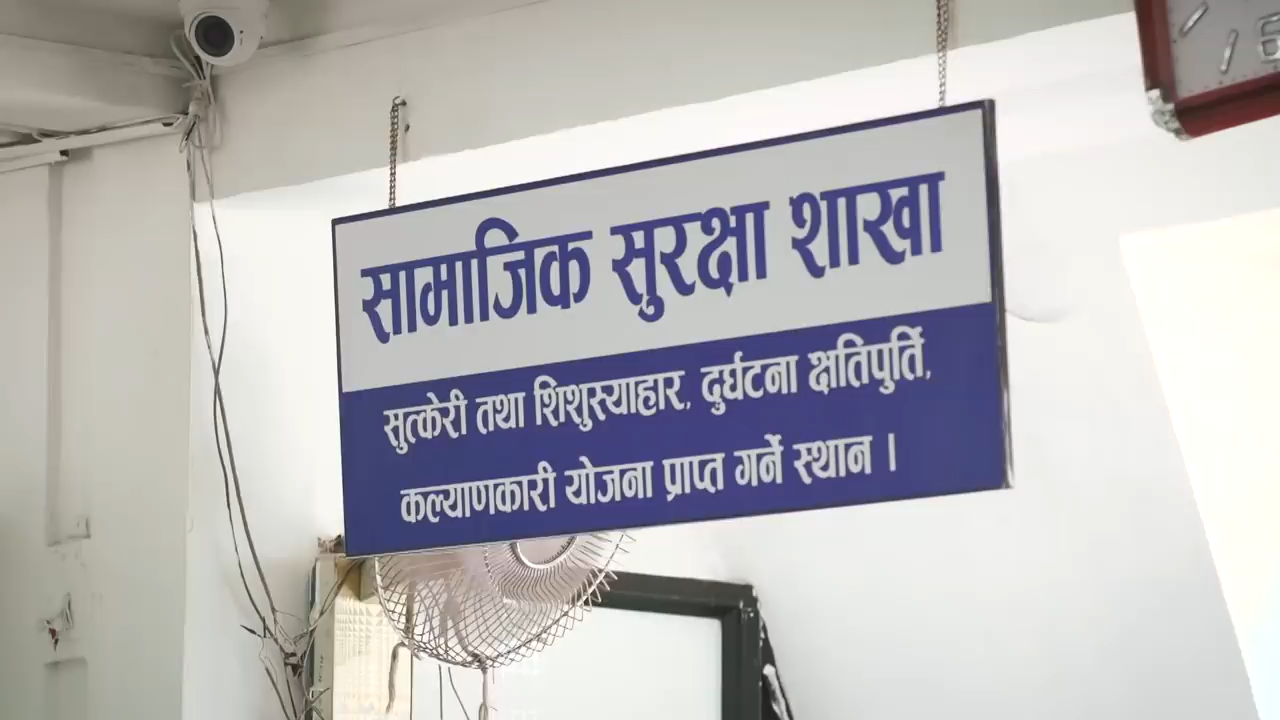 सामाजिक सुरक्षा शाखा
सुत्केरी तथा शिशुस्याहार, दुर्घटना क्षतिपुर्ति,
कल्याणकारी योजना प्राप्त गर्ने स्थान ।